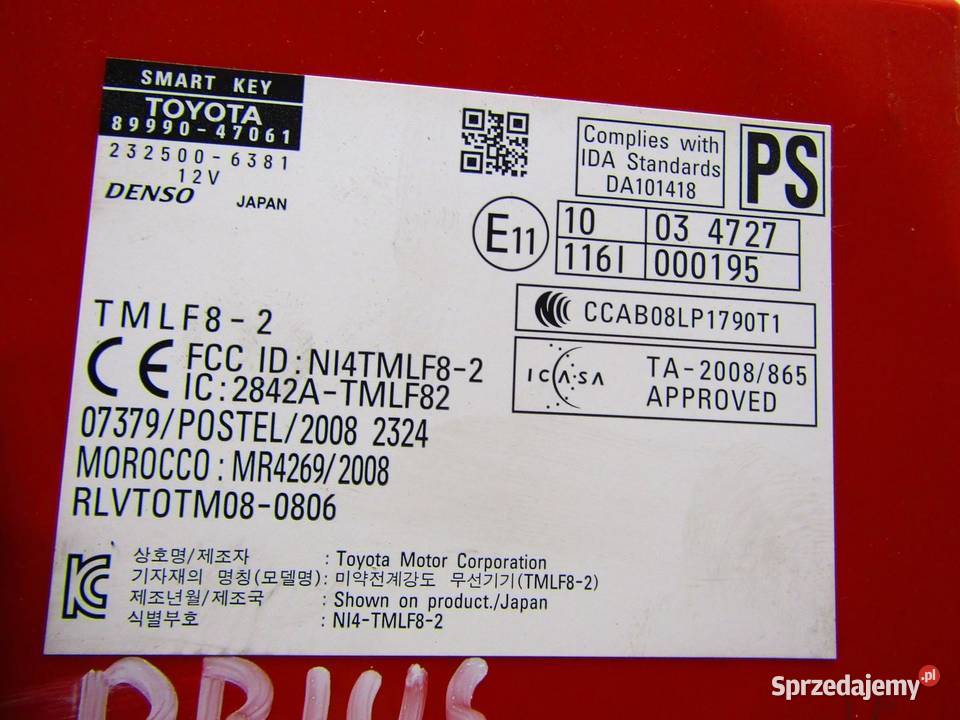 SMART KEY
TOYOTA
89990-47061
232500-6381
12V
DENSO JAPAN
Complies with
IDA Standards
DA101418
PS
E11
10 03 4727
116I 000195
CCAB08LP1790T1
ICASA TA-2008/865
APPROVED
TMLF8-2
CE FCC ID:NI4TMLF8-2
IC:2842A-TMLF82
07379/POSTEL/2008 2324
MOROCCO:MR4269/2008
RLVTOTM08-0806
상호명/제조자 : Toyota Motor Corporation
기자재의 명칭(모델명): 미약전계강도 무선기기(TMLF8-2)
제조년월/제조국 : Shown on product./Japan
식별부호 : NI4-TMLF8-2
PRIUS
Sprzedajemy.pl